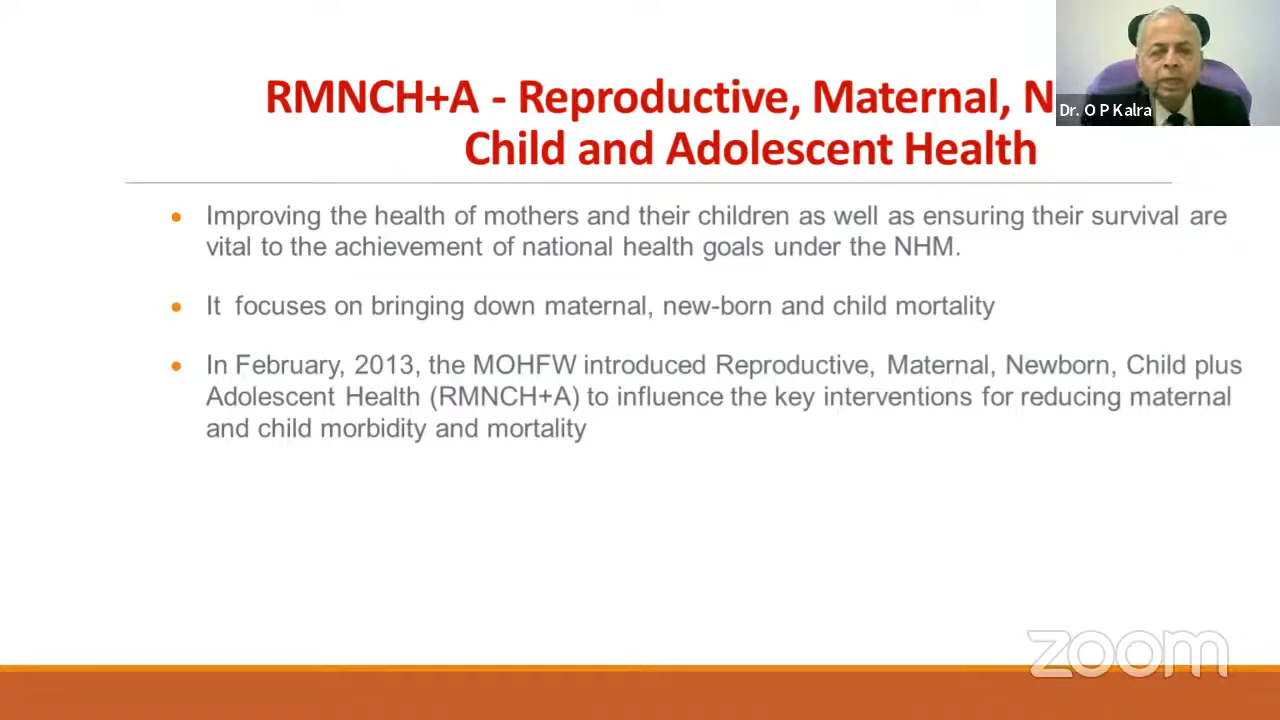 RMNCH+A - Reproductive, Maternal, N
Child and Adolescent Health
Dr. O P Kalra
• Improving the health of mothers and their children as well as ensuring their survival are
vital to the achievement of national health goals under the NHM.
• It focuses on bringing down maternal, new-born and child mortality
• In February, 2013, the MOHFW introduced Reproductive, Maternal, Newborn, Child plus
Adolescent Health (RMNCH+A) to influence the key interventions for reducing maternal
and child morbidity and mortality
zoom